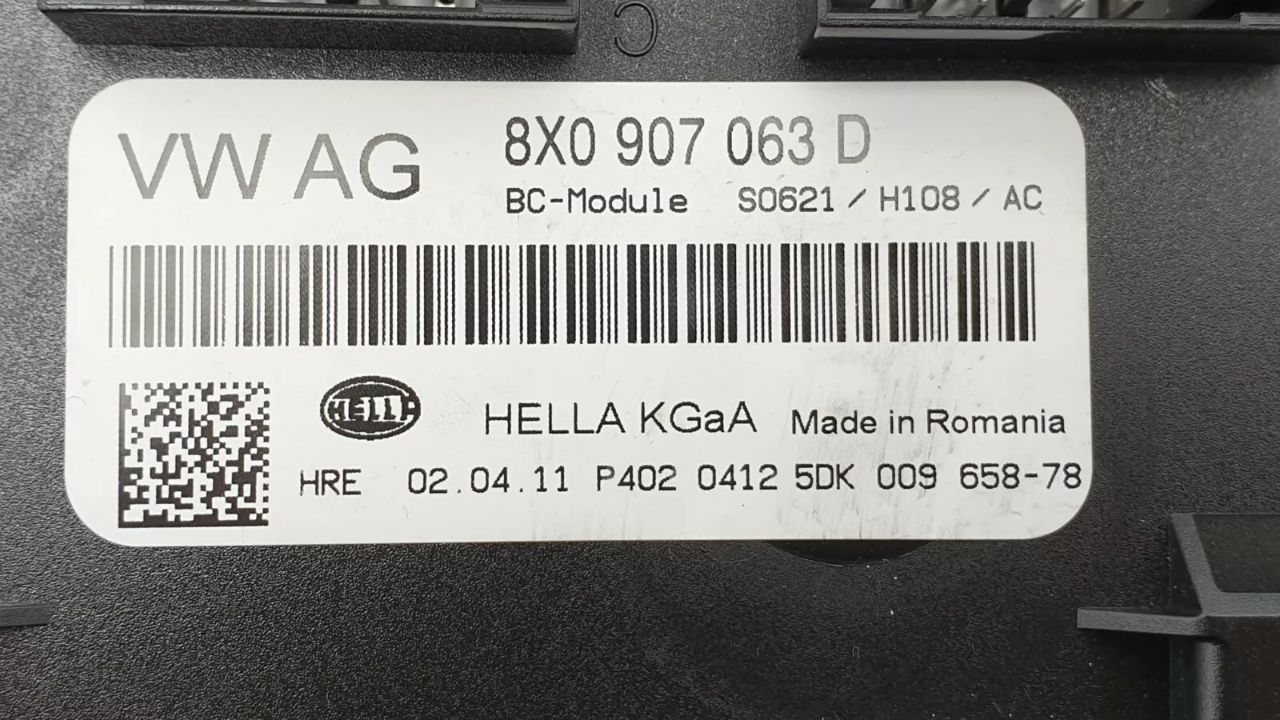 C
VW AG
8X0 907 063 D
BC-Module S0621 / H108 / AC
HELLA
HELLA KGaA Made in Romania
HRE 02.04.11 P402 0412 5DK 009 658-78